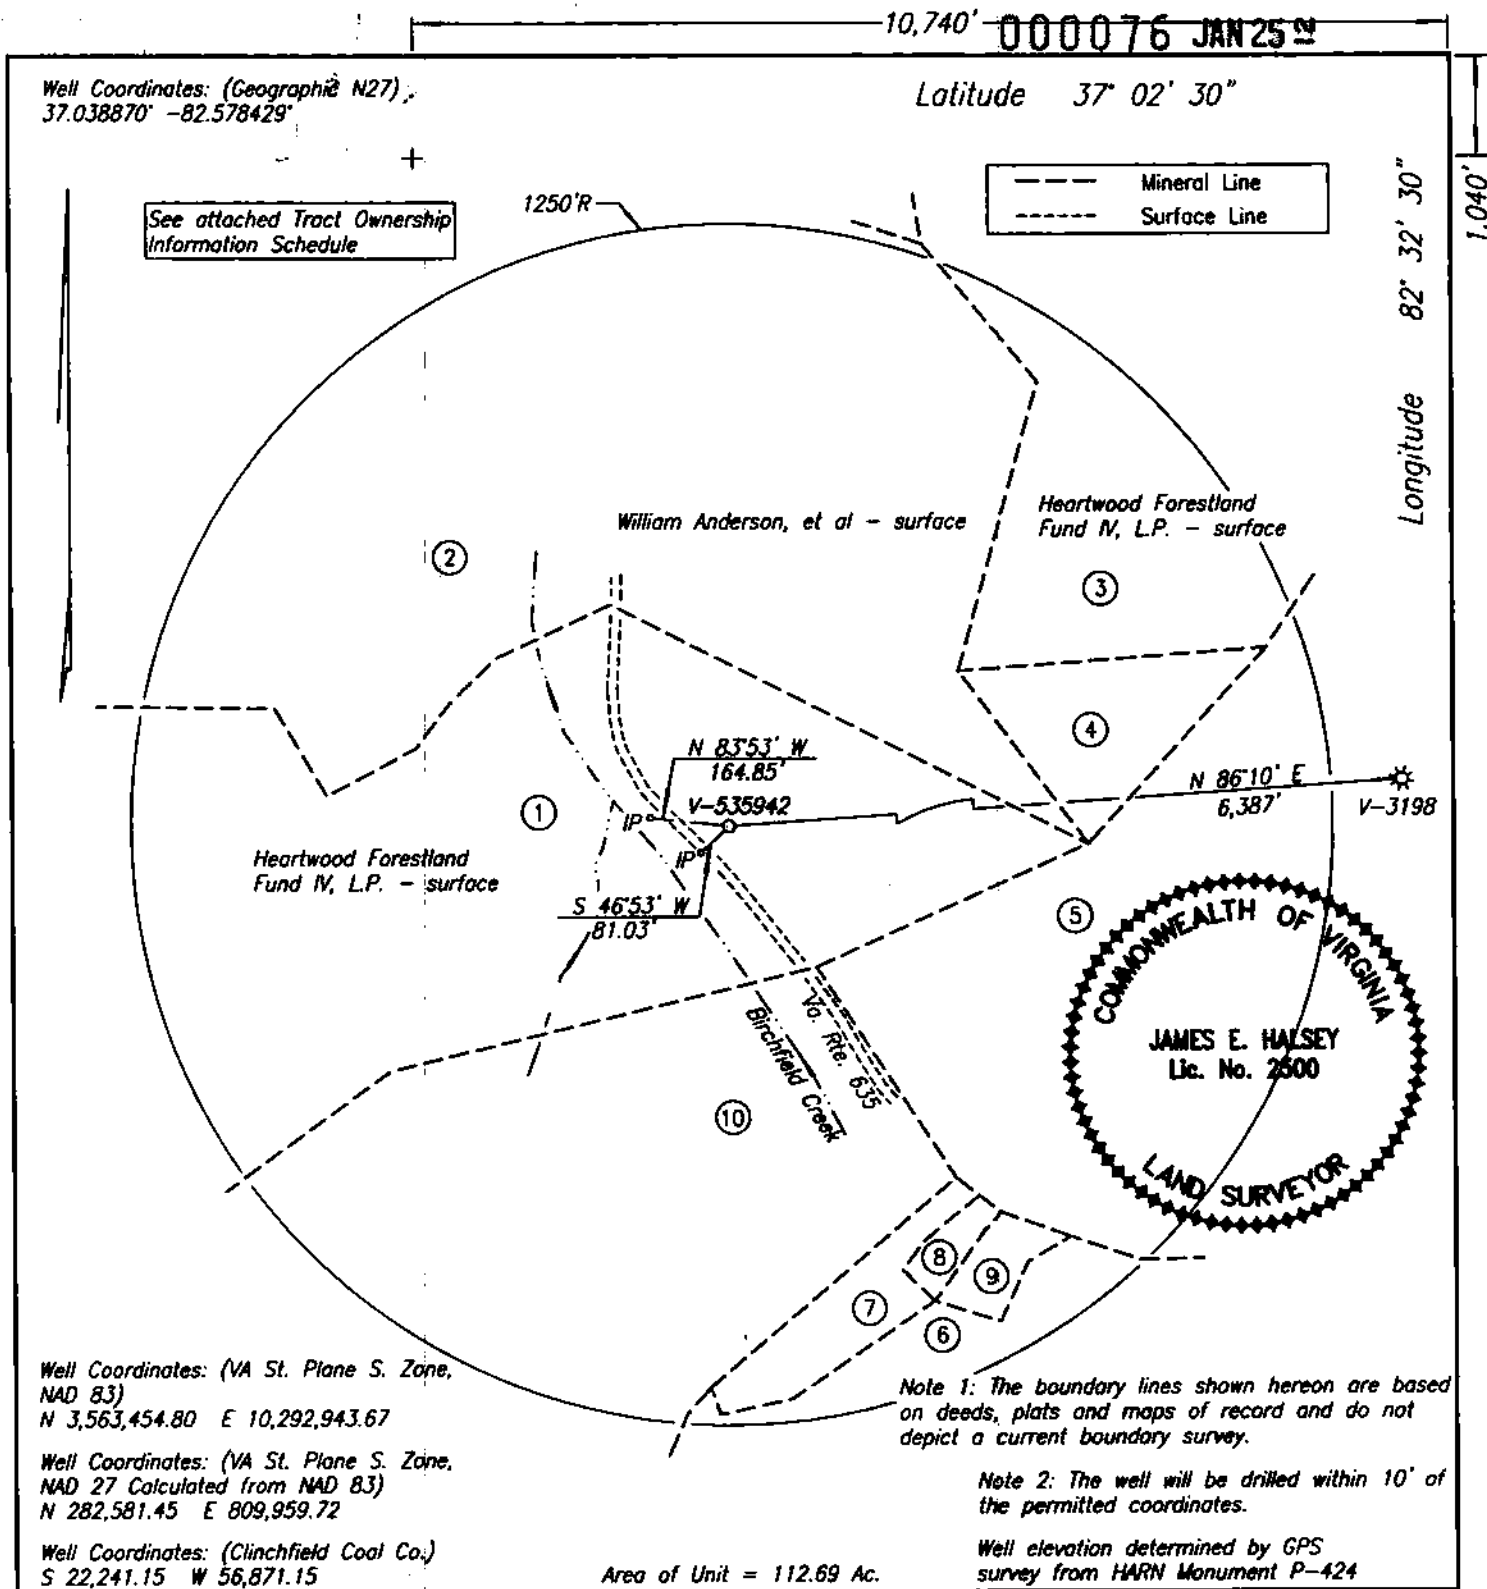 10,740'
000076 JAN 25 12
Well Coordinates: (Geographic N27)
37.038870° -82.578429°
Latitude 37° 02' 30"
1,040'
Longitude 82° 32' 30"
Mineral Line
Surface Line
See attached Tract Ownership
Information Schedule
1250'R
William Anderson, et al - surface
Heartwood Forestland
Fund IV, L.P. - surface
2
3
4
N 83°53' W
164.85'
V-535942
N 86°10' E
6,387'
V-3198
1
IP
IP
Heartwood Forestland
Fund IV, L.P. - surface
S 46°53' W
81.03'
5
COMMONWEALTH OF VIRGINIA
JAMES E. HALSEY
Lic. No. 2500
LAND SURVEYOR
Va. Rte. 635
Birchfield Creek
10
8
9
7
6
Well Coordinates: (VA St. Plane S. Zone,
NAD 83)
N 3,563,454.80 E 10,292,943.67
Well Coordinates: (VA St. Plane S. Zone,
NAD 27 Calculated from NAD 83)
N 282,581.45 E 809,959.72
Well Coordinates: (Clinchfield Coal Co.)
S 22,241.15 W 56,871.15
Area of Unit = 112.69 Ac.
Note 1: The boundary lines shown hereon are based
on deeds, plats and maps of record and do not
depict a current boundary survey.
Note 2: The well will be drilled within 10' of
the permitted coordinates.
Well elevation determined by GPS
survey from HARN Monument P-424